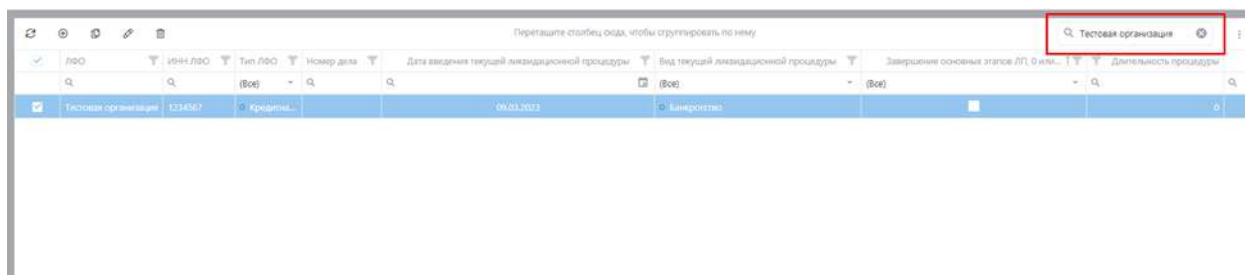 Перетащите столбец сюда, чтобы сгруппировать по нему
Тестовая организация
ЛФО ИНН ЛФО Тип ЛФО Номер дела Дата введения текущей ликвидационной процедуры Вид текущей ликвидационной процедуры Завершение основных этапов ЛП, 0 или... Длительность процедуры
(Все) (Все) (Все)
Тестовая организация 1234567 Кредитна... 09.03.2023 Банкротство 0